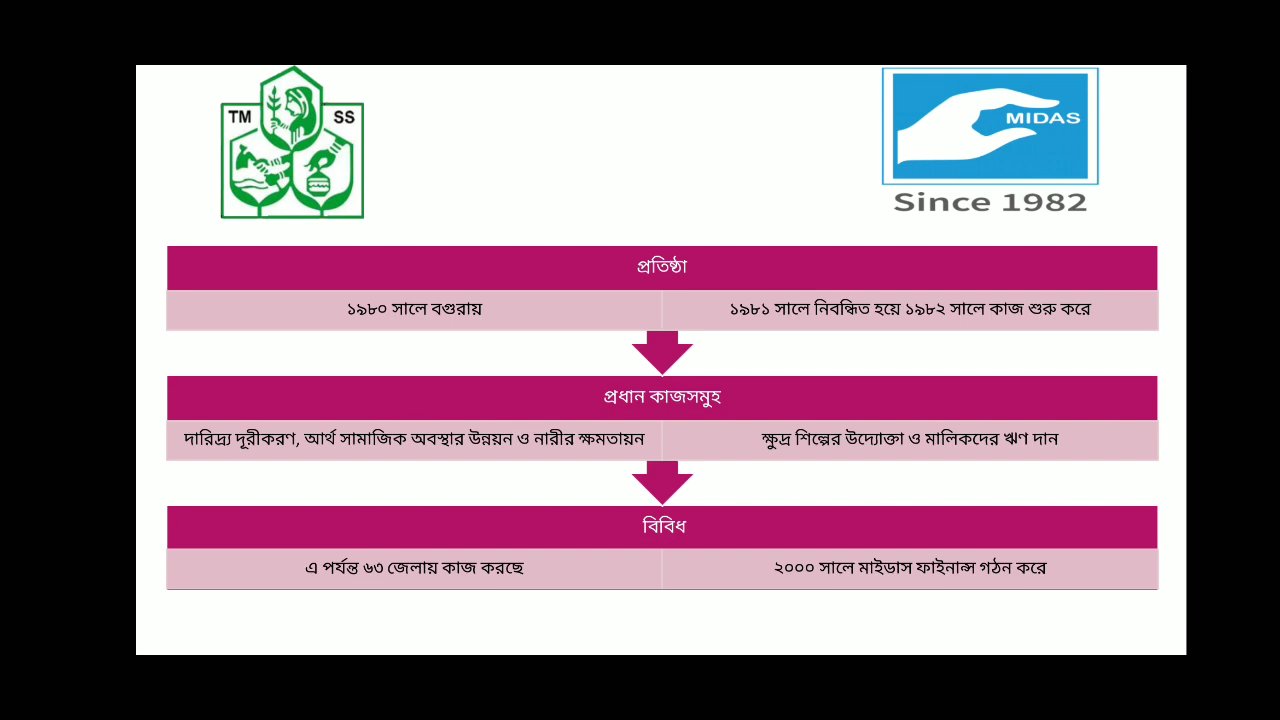 TM SS
MIDAS
Since 1982
প্রতিষ্ঠা
১৯৮০ সালে বগুরায়
১৯৮১ সালে নিবন্ধিত হয়ে ১৯৮২ সালে কাজ শুরু করে
প্রধান কাজসমুহ
দারিদ্র্য দূরীকরণ, আর্থ সামাজিক অবস্থার উন্নয়ন ও নারীর ক্ষমতায়ন
ক্ষুদ্র শিল্পের উদ্যোক্তা ও মালিকদের ঋণ দান
বিবিধ
এ পর্যন্ত ৬৩ জেলায় কাজ করছে
২০০০ সালে মাইডাস ফাইনান্স গঠন করে